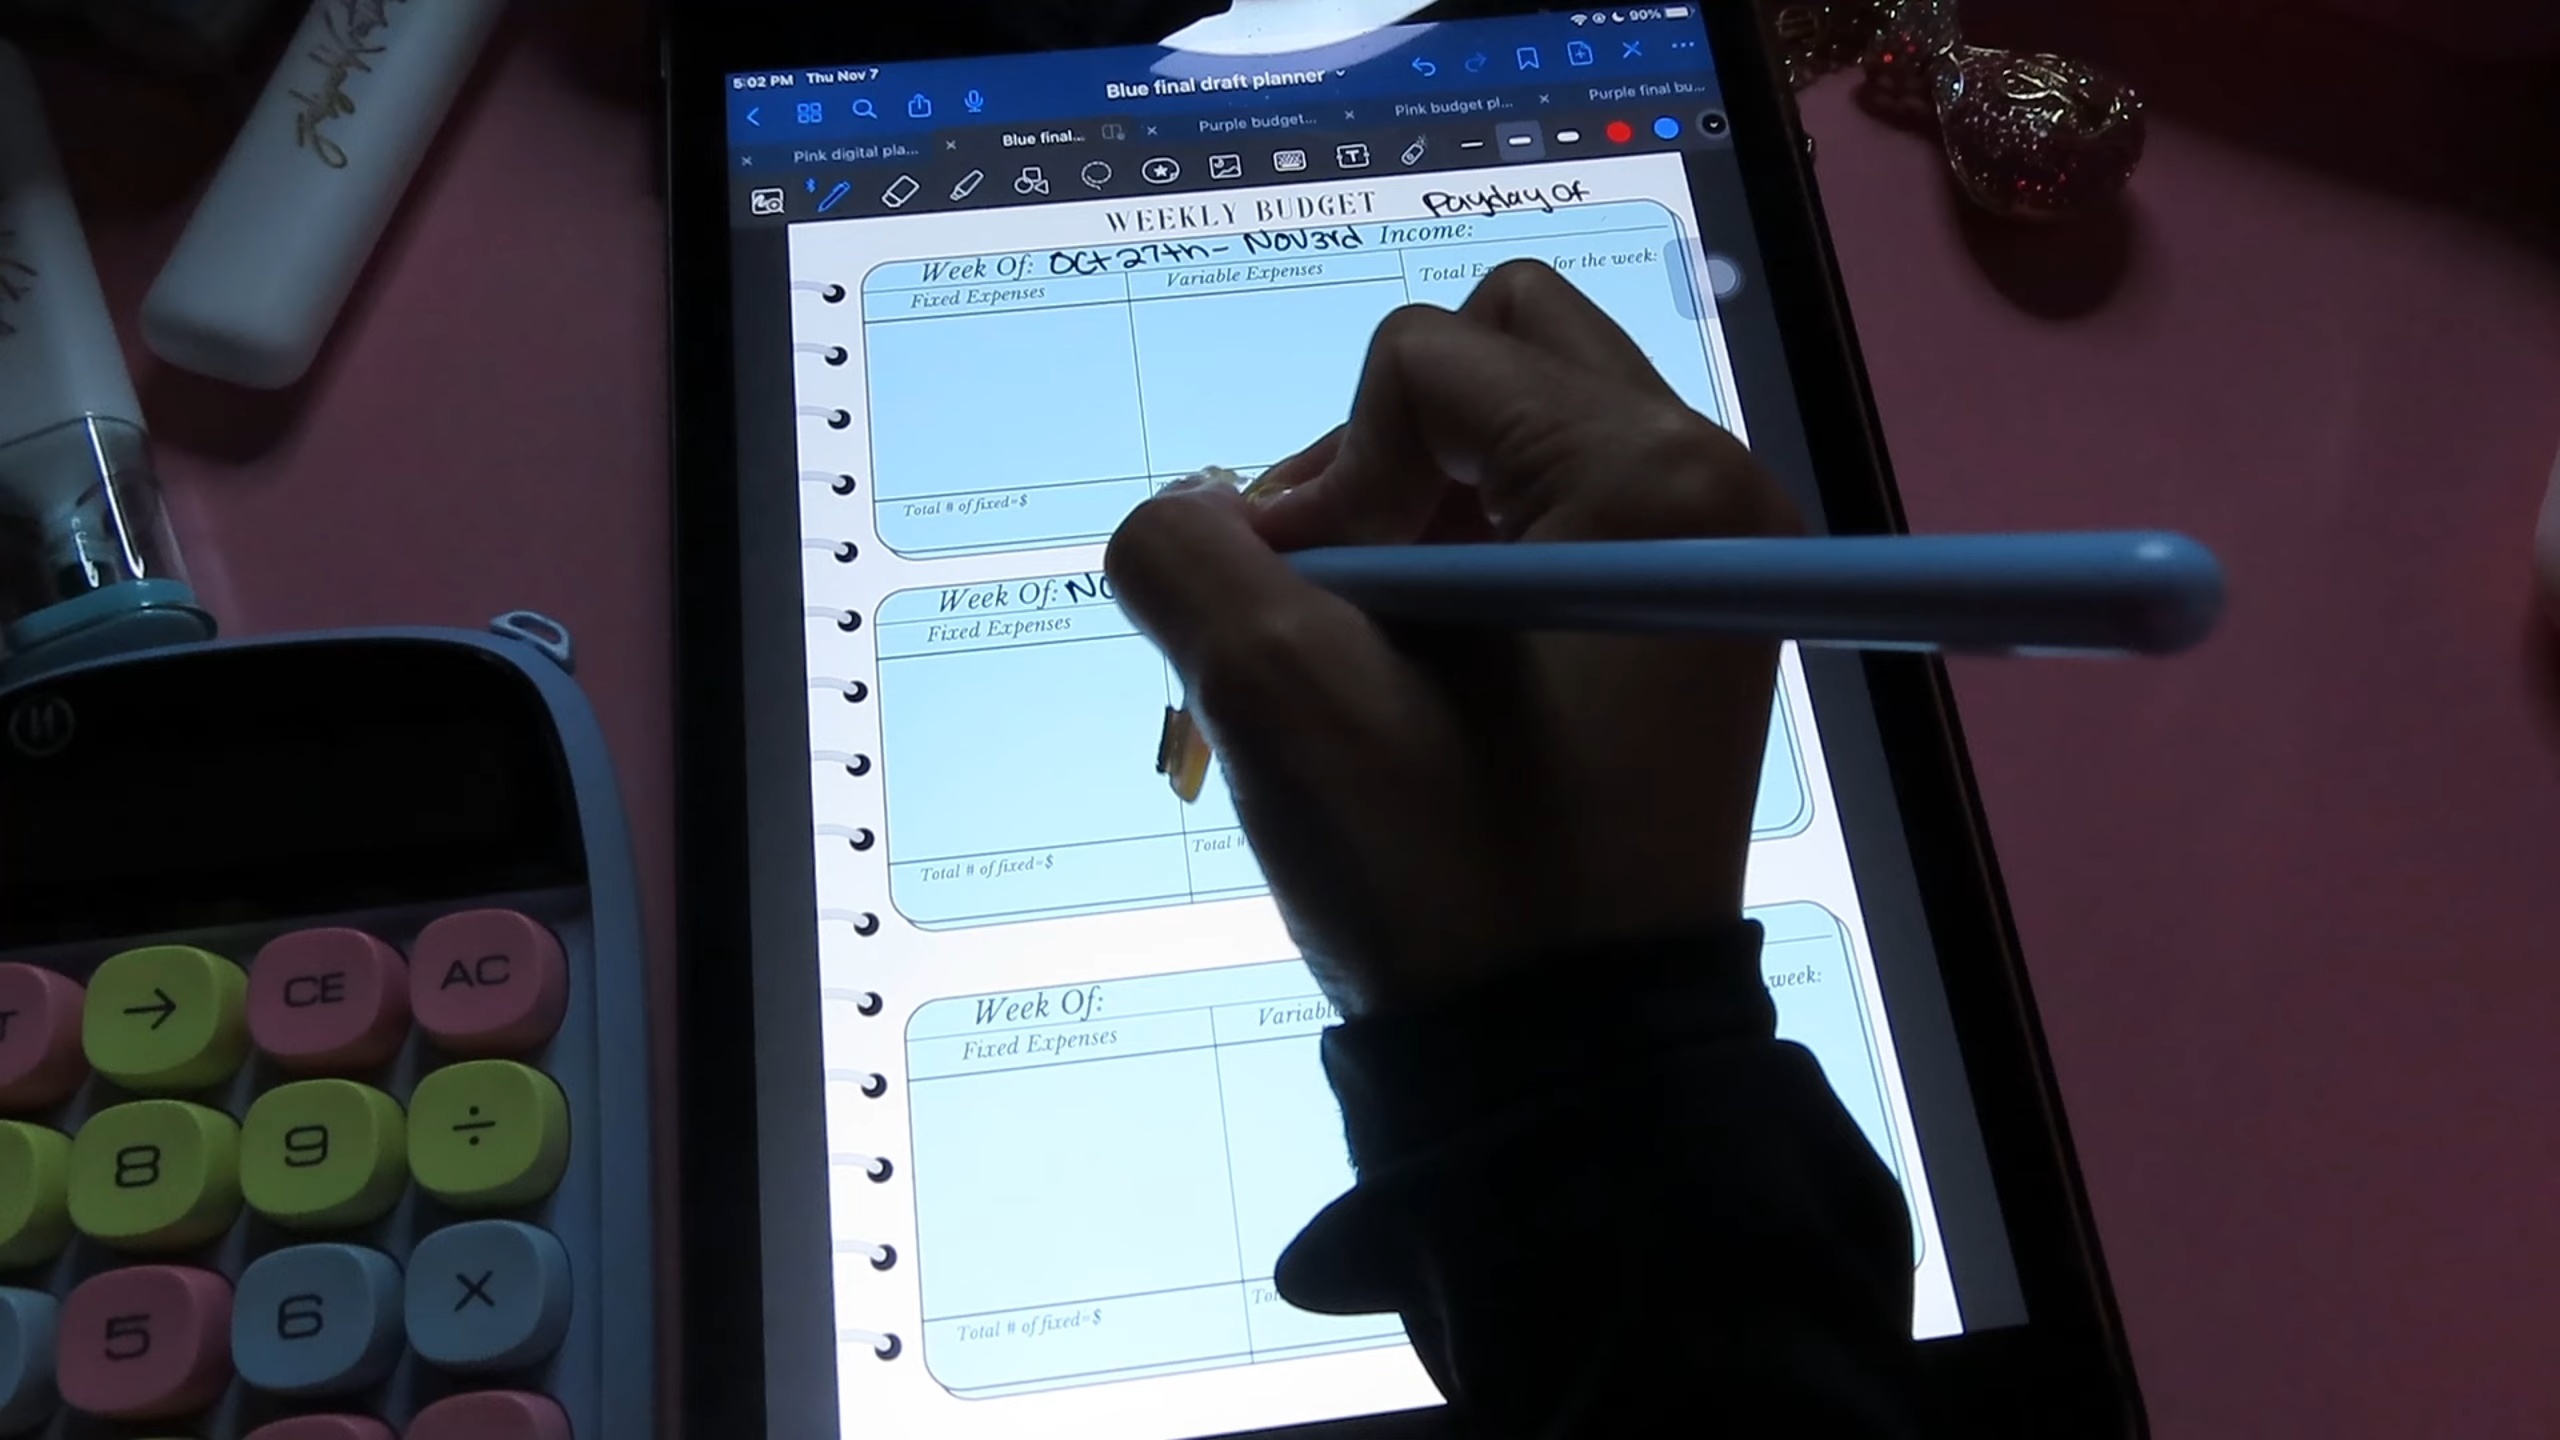 5:02 PM Thu Nov 7
90%
Blue final draft planner
Pink digital pla...
Blue final...
Purple budget...
Pink budget pl...
Purple final bu...
WEEKLY BUDGET Payday of
Week Of: Oct 27th - Nov 3rd Income:
Fixed Expenses
Variable Expenses
Total for the week:
Total # of fixed=$
Week Of:
Fixed Expenses
Total # of fixed=$
Total #
Week Of:
Fixed Expenses
week:
Total # of fixed=$
→ CE AC
8 9 ÷
5 6 X